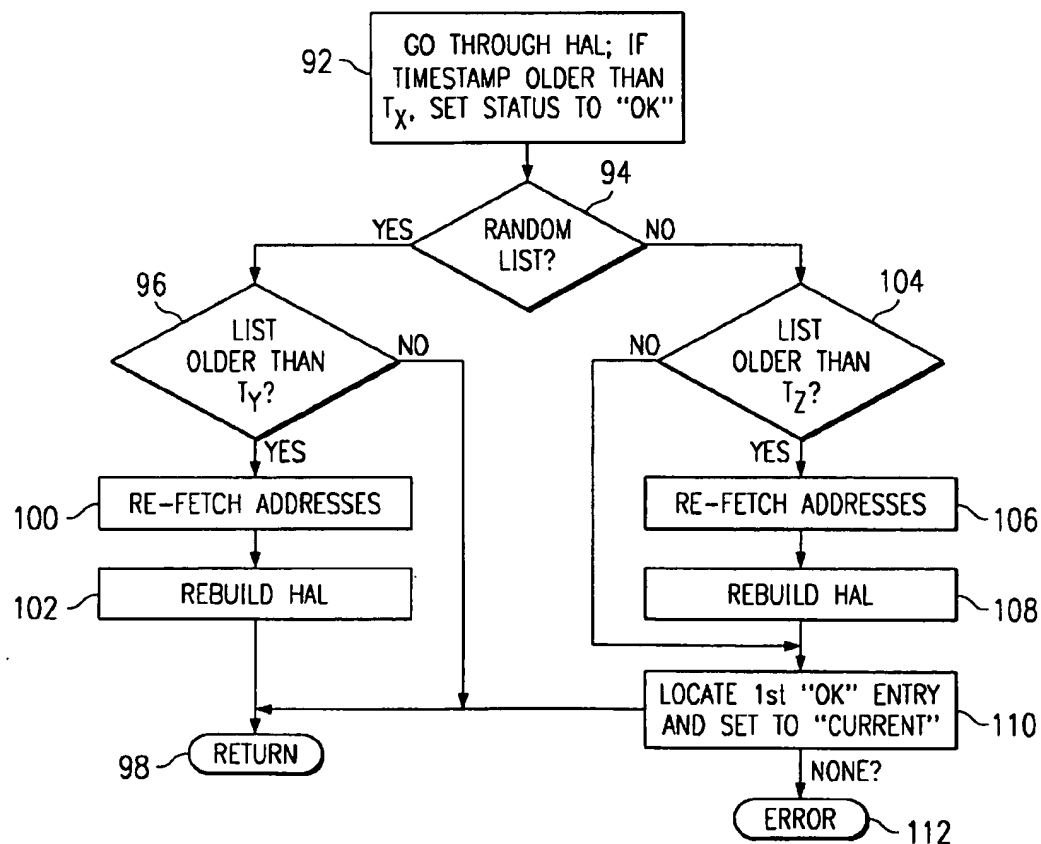 GO THROUGH HAL; IF
TIMESTAMP OLDER THAN
TX, SET STATUS TO "OK"
92
94
RANDOM
LIST?
YES
NO
96
LIST
OLDER THAN
TY?
NO
YES
104
LIST
OLDER THAN
TZ?
NO
YES
100
RE-FETCH ADDRESSES
RE-FETCH ADDRESSES
106
102
REBUILD HAL
REBUILD HAL
108
LOCATE 1st "OK" ENTRY
AND SET TO "CURRENT"
110
98
RETURN
NONE?
ERROR
112